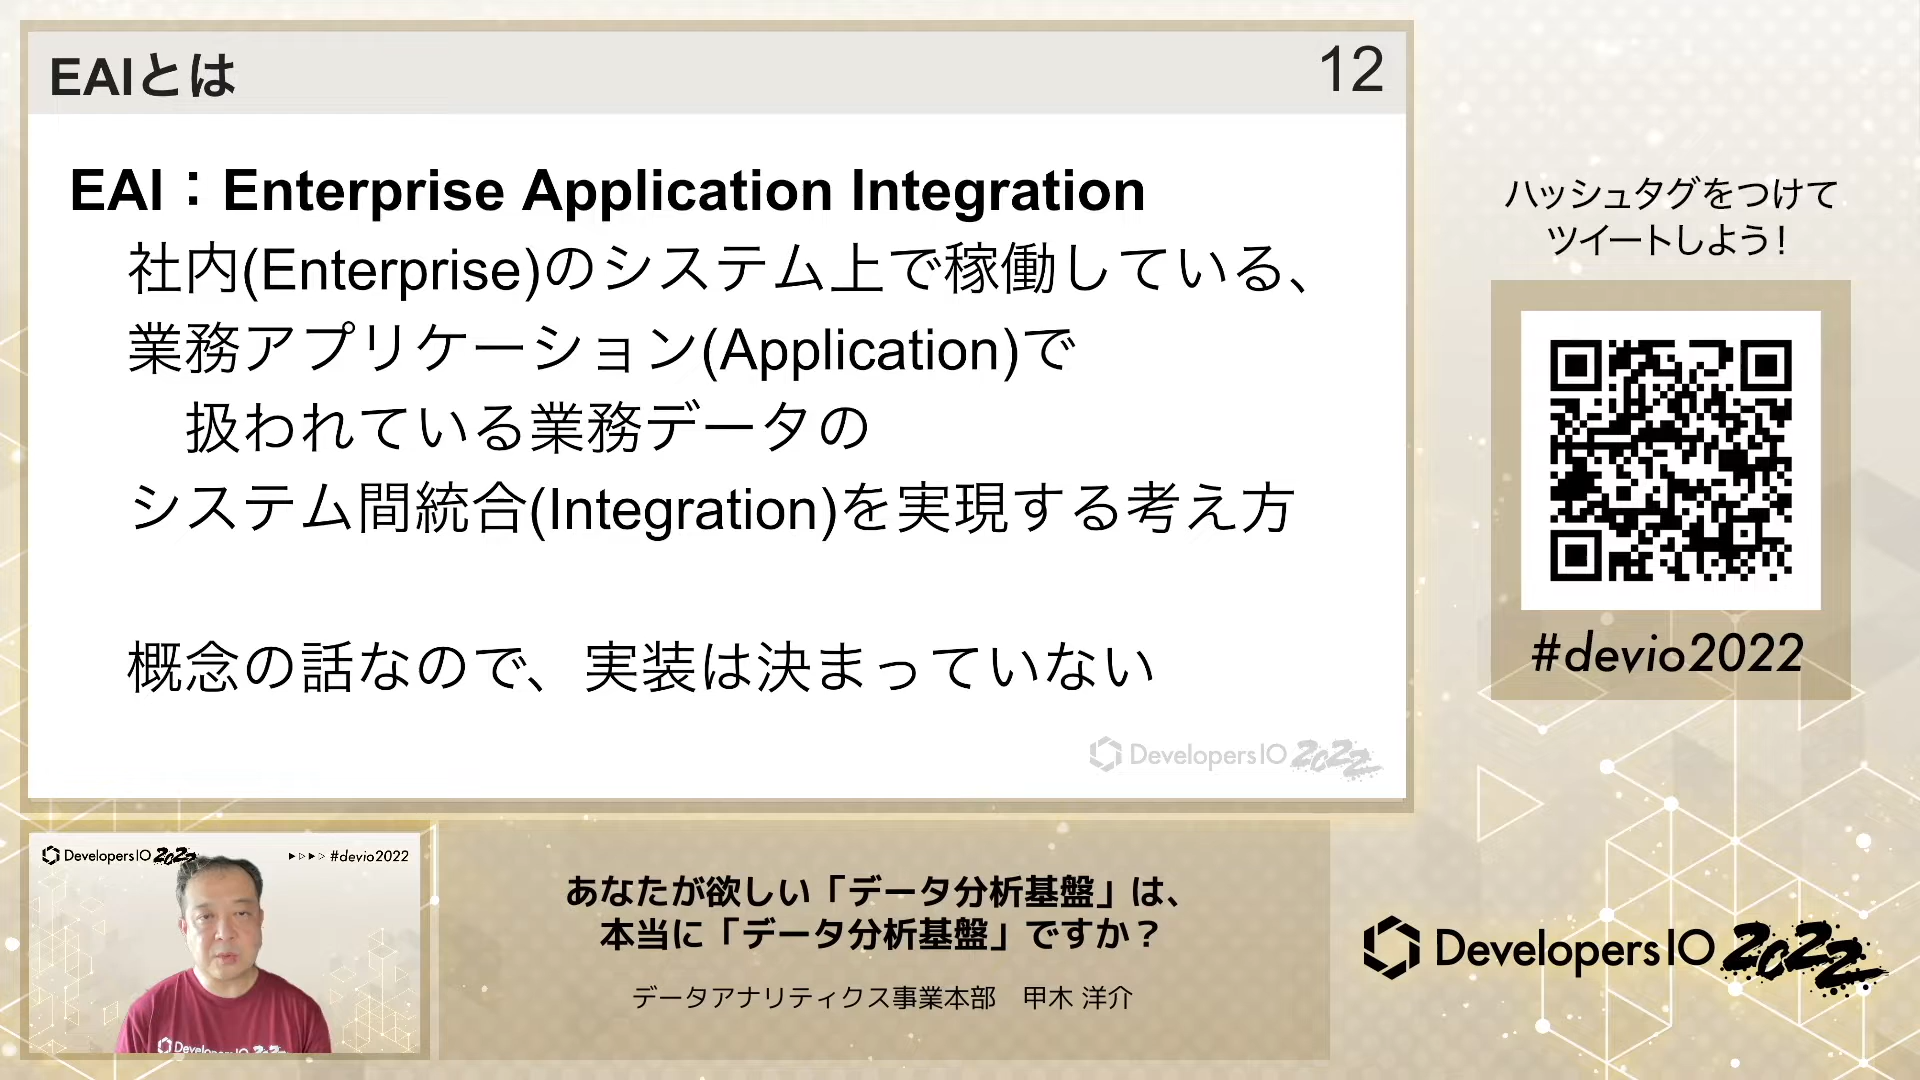 EAIとは
12
EAI：Enterprise Application Integration
社内(Enterprise)のシステム上で稼働している、
業務アプリケーション(Application)で
扱われている業務データの
システム間統合(Integration)を実現する考え方
概念の話なので、実装は決まっていない
DevelopersIO 2022
ハッシュタグをつけて
ツイートしよう！
#devio2022
DevelopersIO 2022
#devio2022
DevelopersIO 2022
あなたが欲しい「データ分析基盤」は、
本当に「データ分析基盤」ですか？
データアナリティクス事業本部　甲木 洋介
DevelopersIO 2022